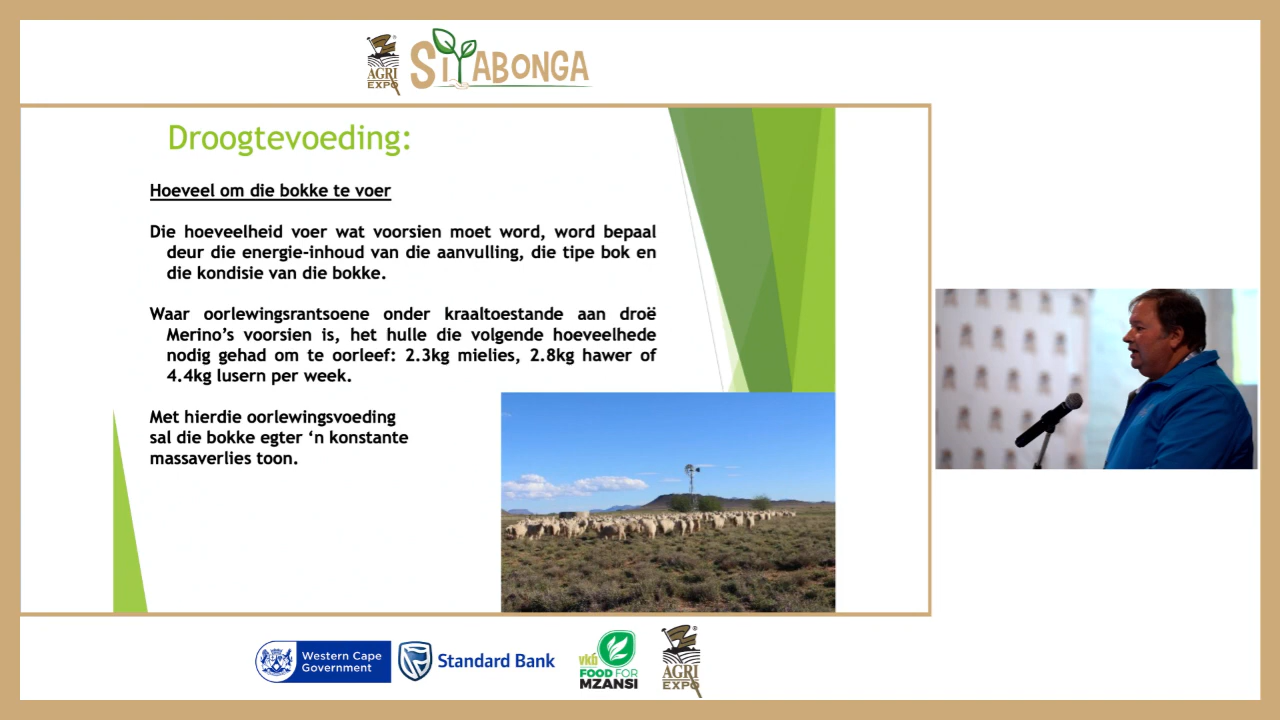 AGRI
EXPO
SIYABONGA
Droogtevoeding:
Hoeveel om die bokke te voer
Die hoeveelheid voer wat voorsien moet word, word bepaal
deur die energie-inhoud van die aanvulling, die tipe bok en
die kondisie van die bokke.
Waar oorlewingsrantsoene onder kraaltoestande aan droë
Merino’s voorsien is, het hulle die volgende hoeveelhede
nodig gehad om te oorleef: 2.3kg mielies, 2.8kg hawer of
4.4kg lusern per week.
Met hierdie oorlewingsvoeding
sal die bokke egter ‘n konstante
massaverlies toon.
Western Cape
Government
Standard Bank
vkb
FOOD FOR
MZANSI
AGRI
EXPO